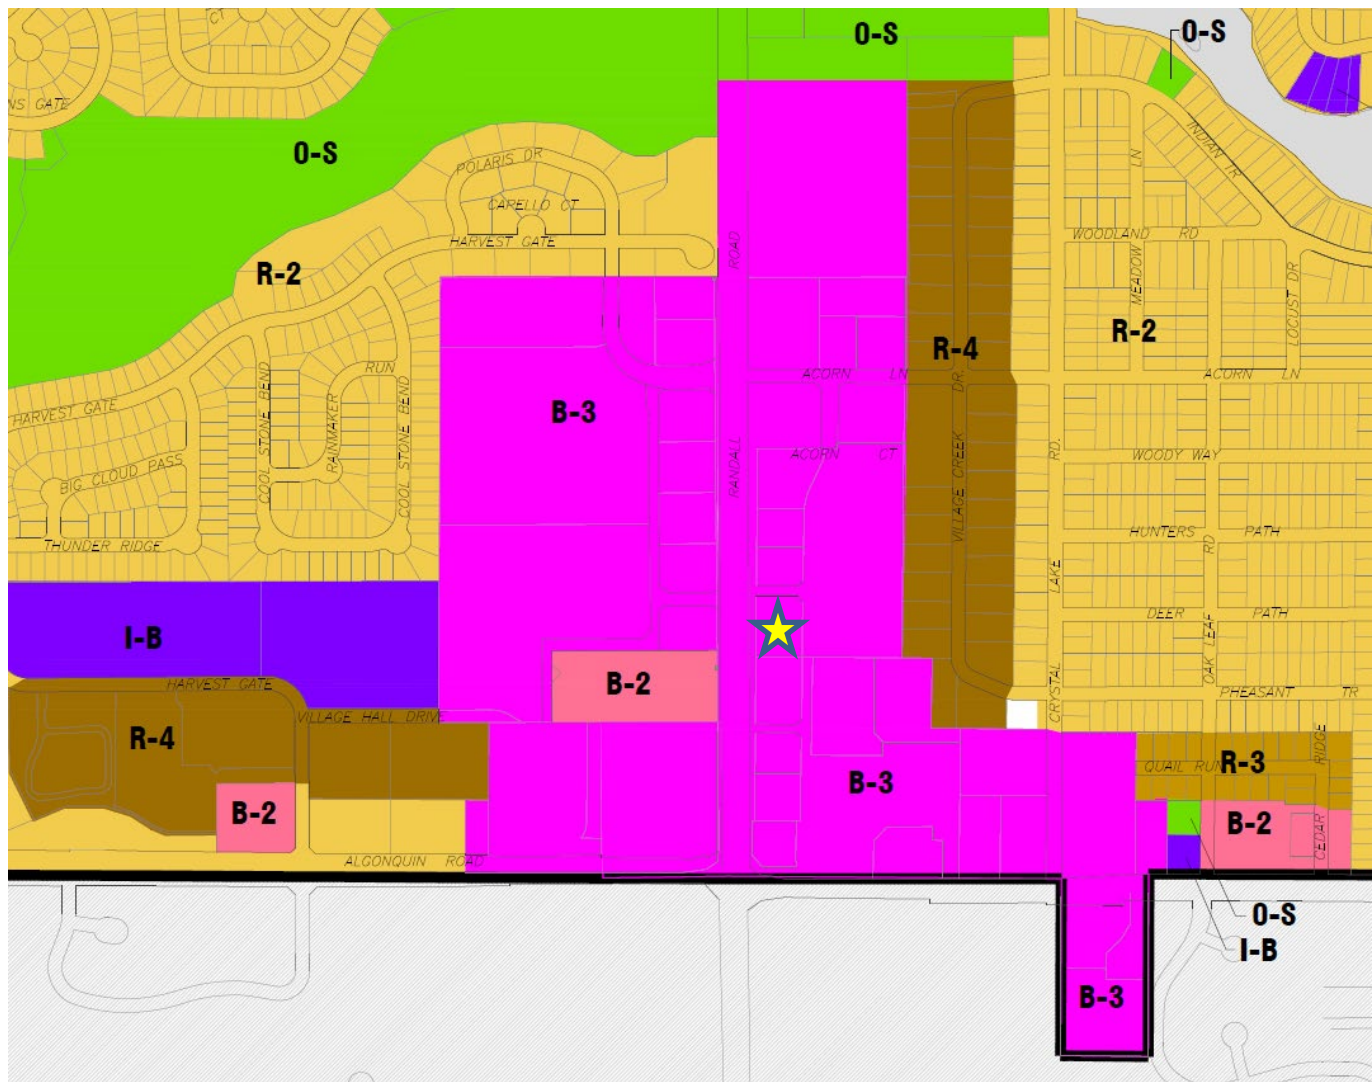 CT
O-S
O-S
NS GATE
O-S
POLARIS DR
CARELLO CT
HARVEST GATE
ROAD
LN
INDIAN TR
WOODLAND RD
R-2
MEADOW
LOCUST DR
R-2
R-4
RUN
ACORN LN
ACORN LN
DR.
HARVEST GATE
COOL STONE BEND
RAINMAKER
COOL STONE BEND
B-3
RANDALL
ACORN CT
RD.
WOODY WAY
BIG CLOUD PASS
VILLAGE CREEK
HUNTERS PATH
THUNDER RIDGE
RD
LAKE
DEER PATH
I-B
OAK LEAF
B-2
HARVEST GATE
CRYSTAL
PHEASANT TR
VILLAGE HALL DRIVE
R-4
RIDGE
QUAIL RUN
R-3
B-3
B-2
B-2
CEDAR
ALGONQUIN ROAD
O-S
I-B
B-3